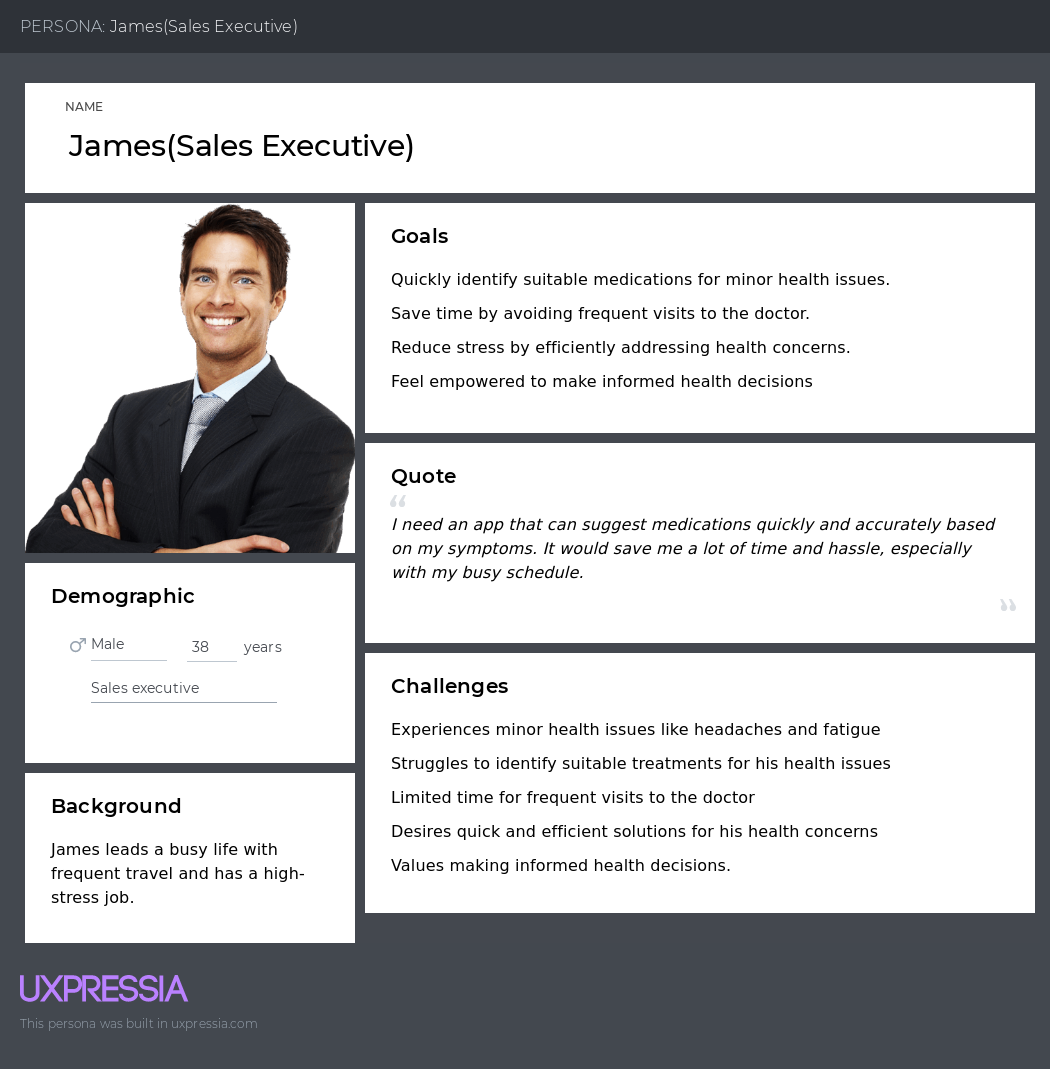 PERSONA: James(Sales Executive)
NAME
James(Sales Executive)
Goals
Quickly identify suitable medications for minor health issues.
Save time by avoiding frequent visits to the doctor.
Reduce stress by efficiently addressing health concerns.
Feel empowered to make informed health decisions
Quote
“
I need an app that can suggest medications quickly and accurately based
on my symptoms. It would save me a lot of time and hassle, especially
with my busy schedule.
”
Demographic
Male 38 years
Sales executive
Challenges
Experiences minor health issues like headaches and fatigue
Struggles to identify suitable treatments for his health issues
Limited time for frequent visits to the doctor
Desires quick and efficient solutions for his health concerns
Values making informed health decisions.
Background
James leads a busy life with
frequent travel and has a high-
stress job.
UXPRESSIA
This persona was built in uxpressia.com